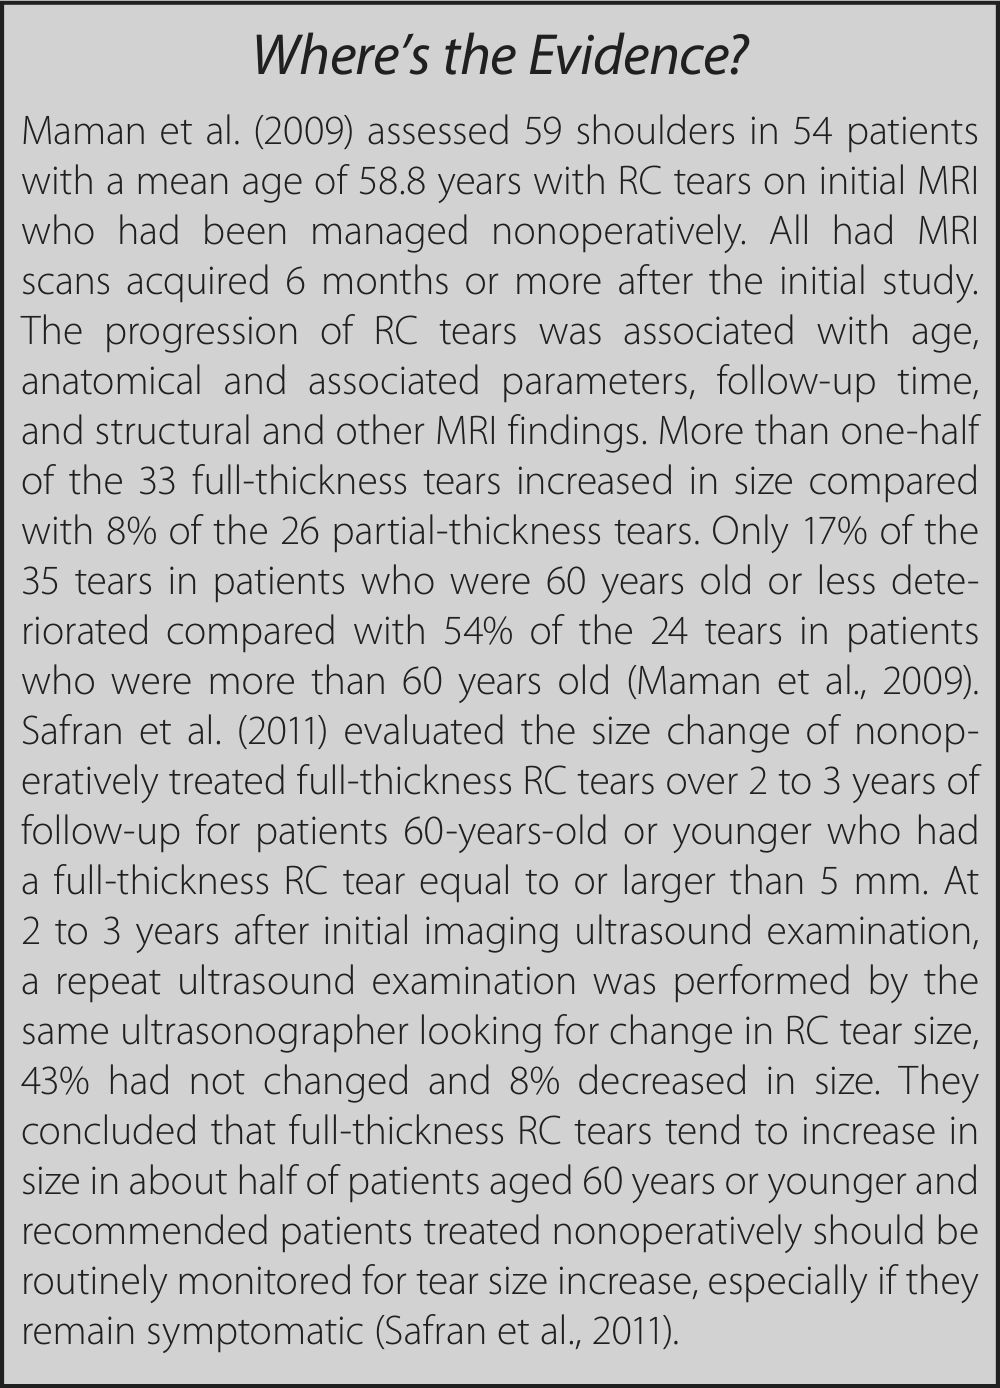 Where’s the Evidence?
Maman et al. (2009) assessed 59 shoulders in 54 patients
with a mean age of 58.8 years with RC tears on initial MRI
who had been managed nonoperatively. All had MRI
scans acquired 6 months or more after the initial study.
The progression of RC tears was associated with age,
anatomical and associated parameters, follow-up time,
and structural and other MRI findings. More than one-half
of the 33 full-thickness tears increased in size compared
with 8% of the 26 partial-thickness tears. Only 17% of the
35 tears in patients who were 60 years old or less dete-
riorated compared with 54% of the 24 tears in patients
who were more than 60 years old (Maman et al., 2009).
Safran et al. (2011) evaluated the size change of nonop-
eratively treated full-thickness RC tears over 2 to 3 years of
follow-up for patients 60-years-old or younger who had
a full-thickness RC tear equal to or larger than 5 mm. At
2 to 3 years after initial imaging ultrasound examination,
a repeat ultrasound examination was performed by the
same ultrasonographer looking for change in RC tear size,
43% had not changed and 8% decreased in size. They
concluded that full-thickness RC tears tend to increase in
size in about half of patients aged 60 years or younger and
recommended patients treated nonoperatively should be
routinely monitored for tear size increase, especially if they
remain symptomatic (Safran et al., 2011).